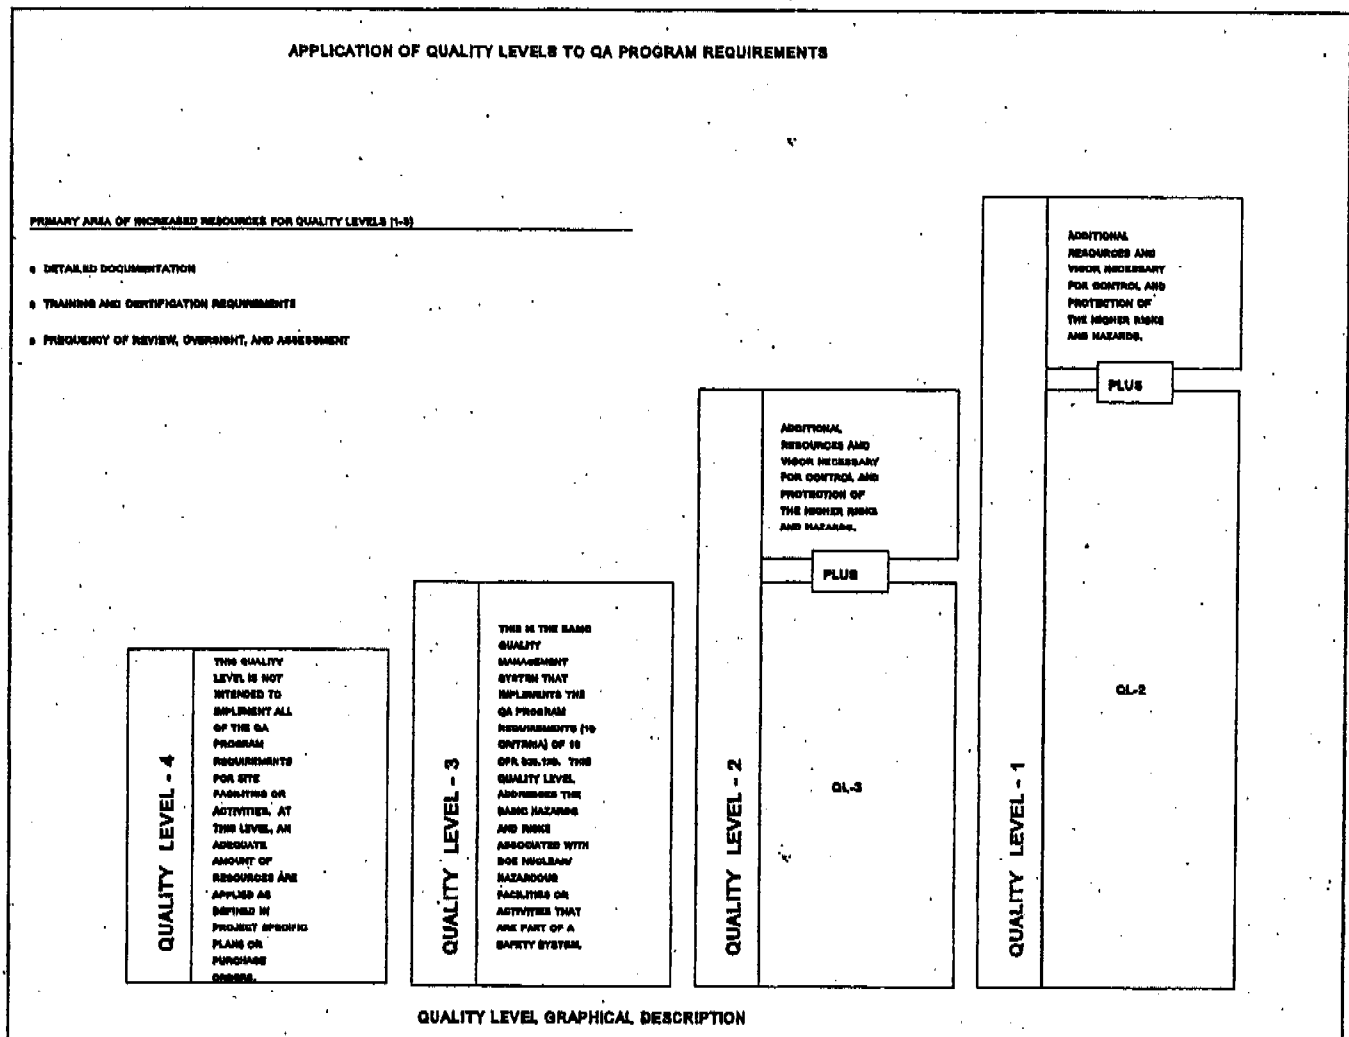 APPLICATION OF QUALITY LEVELS TO QA PROGRAM REQUIREMENTS
PRIMARY AREA OF INCREASED RESOURCES FOR QUALITY LEVELS (1-3)
DETAILED DOCUMENTATION
TRAINING AND CERTIFICATION REQUIREMENTS
FREQUENCY OF REVIEW, OVERSIGHT, AND ASSESSMENT
QUALITY LEVEL - 4
THIS QUALITY
LEVEL IS NOT
INTENDED TO
IMPLEMENT ALL
OF THE QA
PROGRAM
REQUIREMENTS
FOR SITE
FACILITIES OR
ACTIVITIES. AT
THIS LEVEL, AN
ADEQUATE
AMOUNT OF
RESOURCES ARE
APPLIED AS
DEFINED IN
PROJECT SPECIFIC
PLANS OR
PURCHASE
ORDERS.
QUALITY LEVEL - 3
THIS IS THE BASIC
QUALITY
MANAGEMENT
SYSTEM THAT
IMPLEMENTS THE
QA PROGRAM
REQUIREMENTS (10
CRITERIA) OF 10
CFR 830.120. THIS
QUALITY LEVEL
ADDRESSES THE
BASIC HAZARDS
AND RISKS
ASSOCIATED WITH
DOE NUCLEAR/
HAZARDOUS
FACILITIES OR
ACTIVITIES THAT
ARE PART OF A
SAFETY SYSTEM.
QUALITY LEVEL - 2
ADDITIONAL
RESOURCES AND
VIGOR NECESSARY
FOR CONTROL AND
PROTECTION OF
THE HIGHER RISKS
AND HAZARDS.
PLUS
QL-3
QUALITY LEVEL - 1
ADDITIONAL
RESOURCES AND
VIGOR NECESSARY
FOR CONTROL AND
PROTECTION OF
THE HIGHER RISKS
AND HAZARDS.
PLUS
QL-2
QUALITY LEVEL GRAPHICAL DESCRIPTION